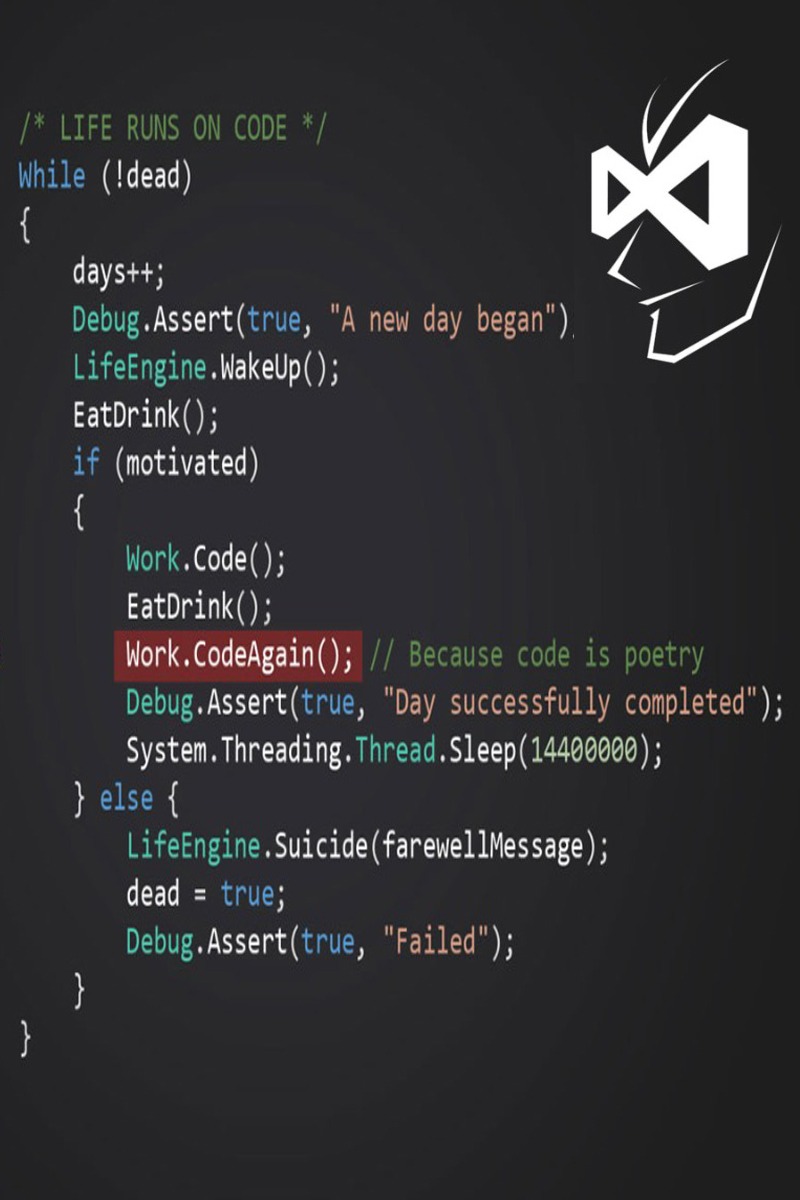 /* LIFE RUNS ON CODE */
While (!dead)
{
days++;
Debug.Assert(true, "A new day began")
LifeEngine.WakeUp();
EatDrink();
if (motivated)
{
Work.Code();
EatDrink();
Work.CodeAgain(); // Because code is poetry
Debug.Assert(true, "Day successfully completed");
System.Threading.Thread.Sleep(14400000);
} else {
LifeEngine.Suicide(farewellMessage);
dead = true;
Debug.Assert(true, "Failed");
}
}